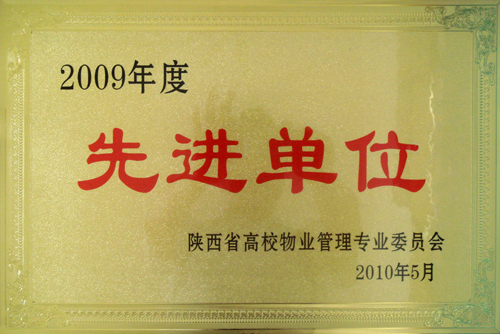 2009年度
先进单位
陕西省高校物业管理专业委员会
2010年5月